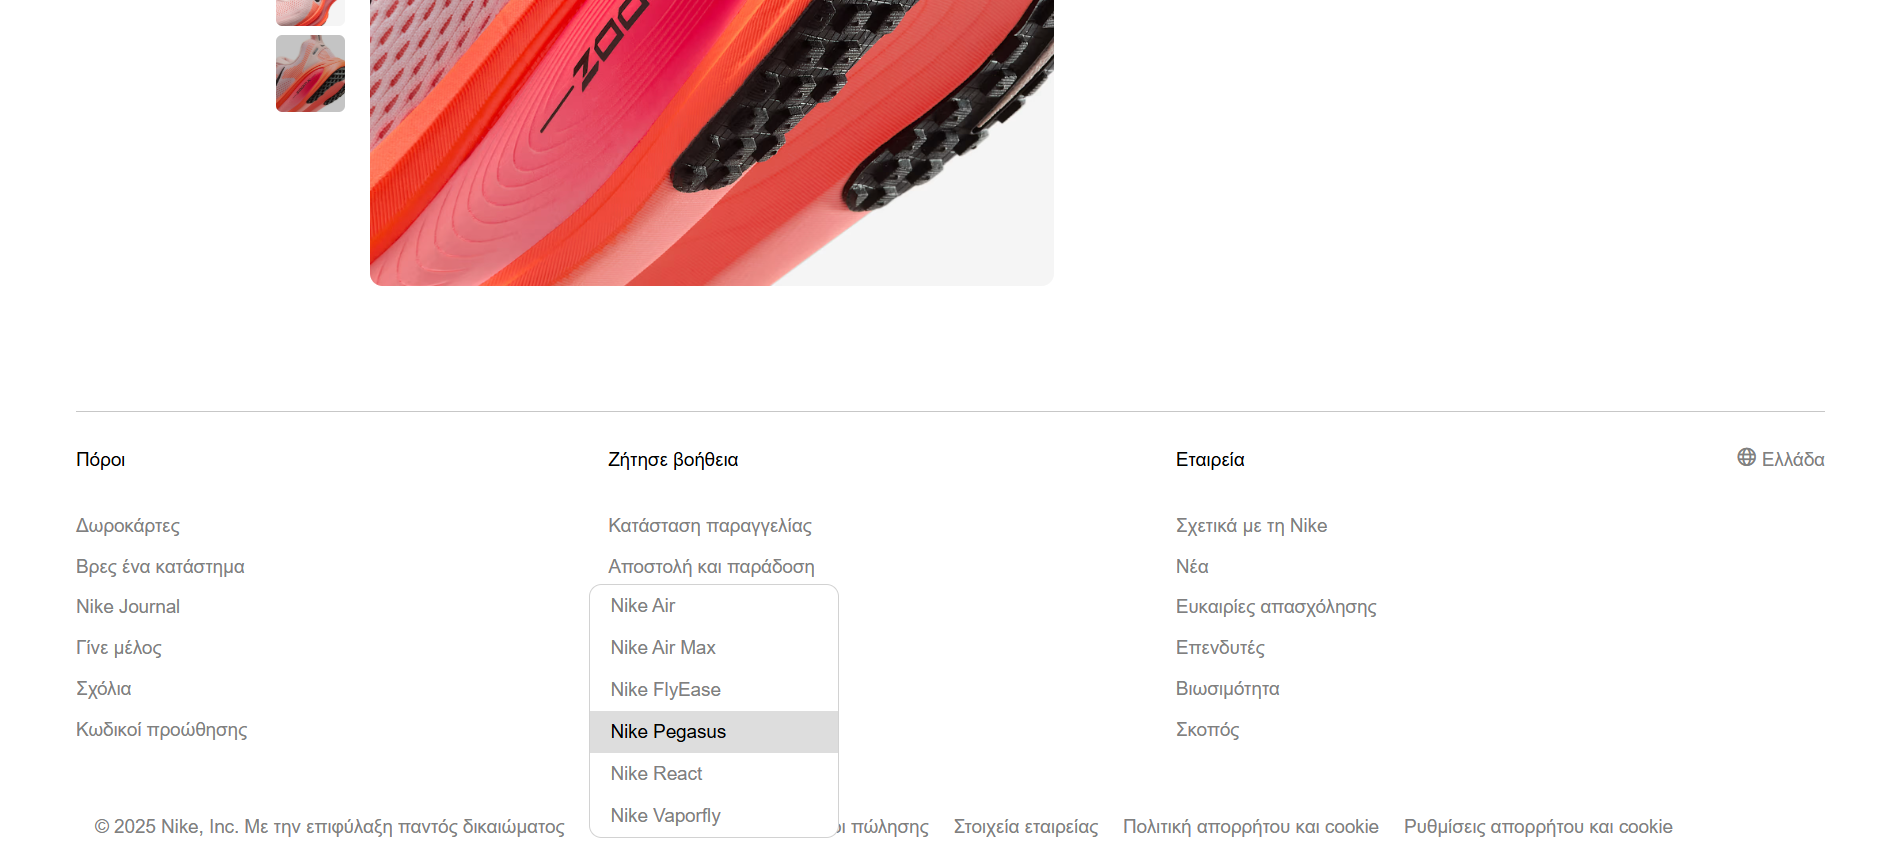 Πόροι
Δωροκάρτες
Βρες ένα κατάστημα
Nike Journal
Γίνε μέλος
Σχόλια
Κωδικοί προώθησης
Ζήτησε βοήθεια
Κατάσταση παραγγελίας
Αποστολή και παράδοση
Nike Air
Nike Air Max
Nike FlyEase
Nike Pegasus
Nike React
Nike Vaporfly
Εταιρεία
Σχετικά με τη Nike
Νέα
Ευκαιρίες απασχόλησης
Επενδυτές
Βιωσιμότητα
Σκοπός
Ελλάδα
© 2025 Nike, Inc. Με την επιφύλαξη παντός δικαιώματος πώλησης Στοιχεία εταιρείας Πολιτική απορρήτου και cookie Ρυθμίσεις απορρήτου και cookie